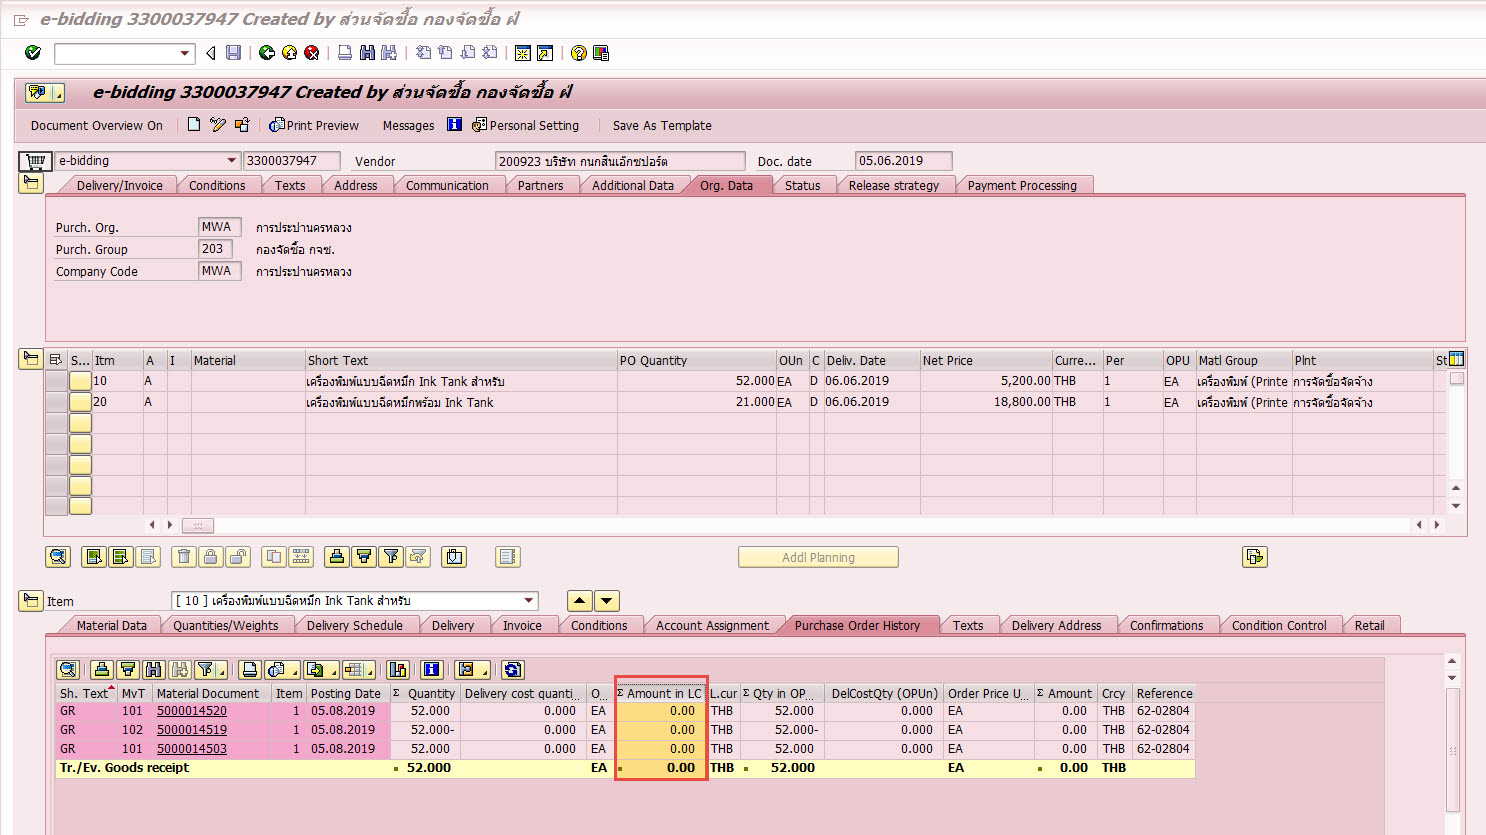 e-bidding 3300037947 Created by ส่วนจัดซื้อ กองจัดซื้อ ฝ
e-bidding 3300037947 Created by ส่วนจัดซื้อ กองจัดซื้อ ฝ
Document Overview On Print Preview Messages Personal Setting Save As Template
e-bidding 3300037947 Vendor 200923 บริษัท กนกสินเอ็กซปอร์ต Doc. date 05.06.2019
Delivery/Invoice Conditions Texts Address Communication Partners Additional Data Org. Data Status Release strategy Payment Processing
Purch. Org. MWA การประปานครหลวง
Purch. Group 203 กองจัดซื้อ กจช.
Company Code MWA การประปานครหลวง
S... Itm A I Material Short Text PO Quantity OUn C Deliv. Date Net Price Curre... Per OPU Matl Group Plnt St
10 A เครื่องพิมพ์แบบฉีดหมึก Ink Tank สำหรับ 52.000 EA D 06.06.2019 5,200.00 THB 1 EA เครื่องพิมพ์ (Printe การจัดซื้อจัดจ้าง
20 A เครื่องพิมพ์แบบฉีดหมึกพร้อม Ink Tank 21.000 EA D 06.06.2019 18,800.00 THB 1 EA เครื่องพิมพ์ (Printe การจัดซื้อจัดจ้าง
Addl Planning
Item [ 10 ] เครื่องพิมพ์แบบฉีดหมึก Ink Tank สำหรับ
Material Data Quantities/Weights Delivery Schedule Delivery Invoice Conditions Account Assignment Purchase Order History Texts Delivery Address Confirmations Condition Control Retail
Sh. Text MvT Material Document Item Posting Date Σ Quantity Delivery cost quanti... O... Σ Amount in LC L.cur Σ Qty in OP... DelCostQty (OPUn) Order Price U... Σ Amount Crcy Reference
GR 101 5000014520 1 05.08.2019 52.000 0.000 EA 0.00 THB 52.000 0.000 EA 0.00 THB 62-02804
GR 102 5000014519 1 05.08.2019 52.000- 0.000 EA 0.00 THB 52.000- 0.000 EA 0.00 THB 62-02804
GR 101 5000014503 1 05.08.2019 52.000 0.000 EA 0.00 THB 52.000 0.000 EA 0.00 THB 62-02804
Tr./Ev. Goods receipt 52.000 EA 0.00 THB 52.000 EA 0.00 THB